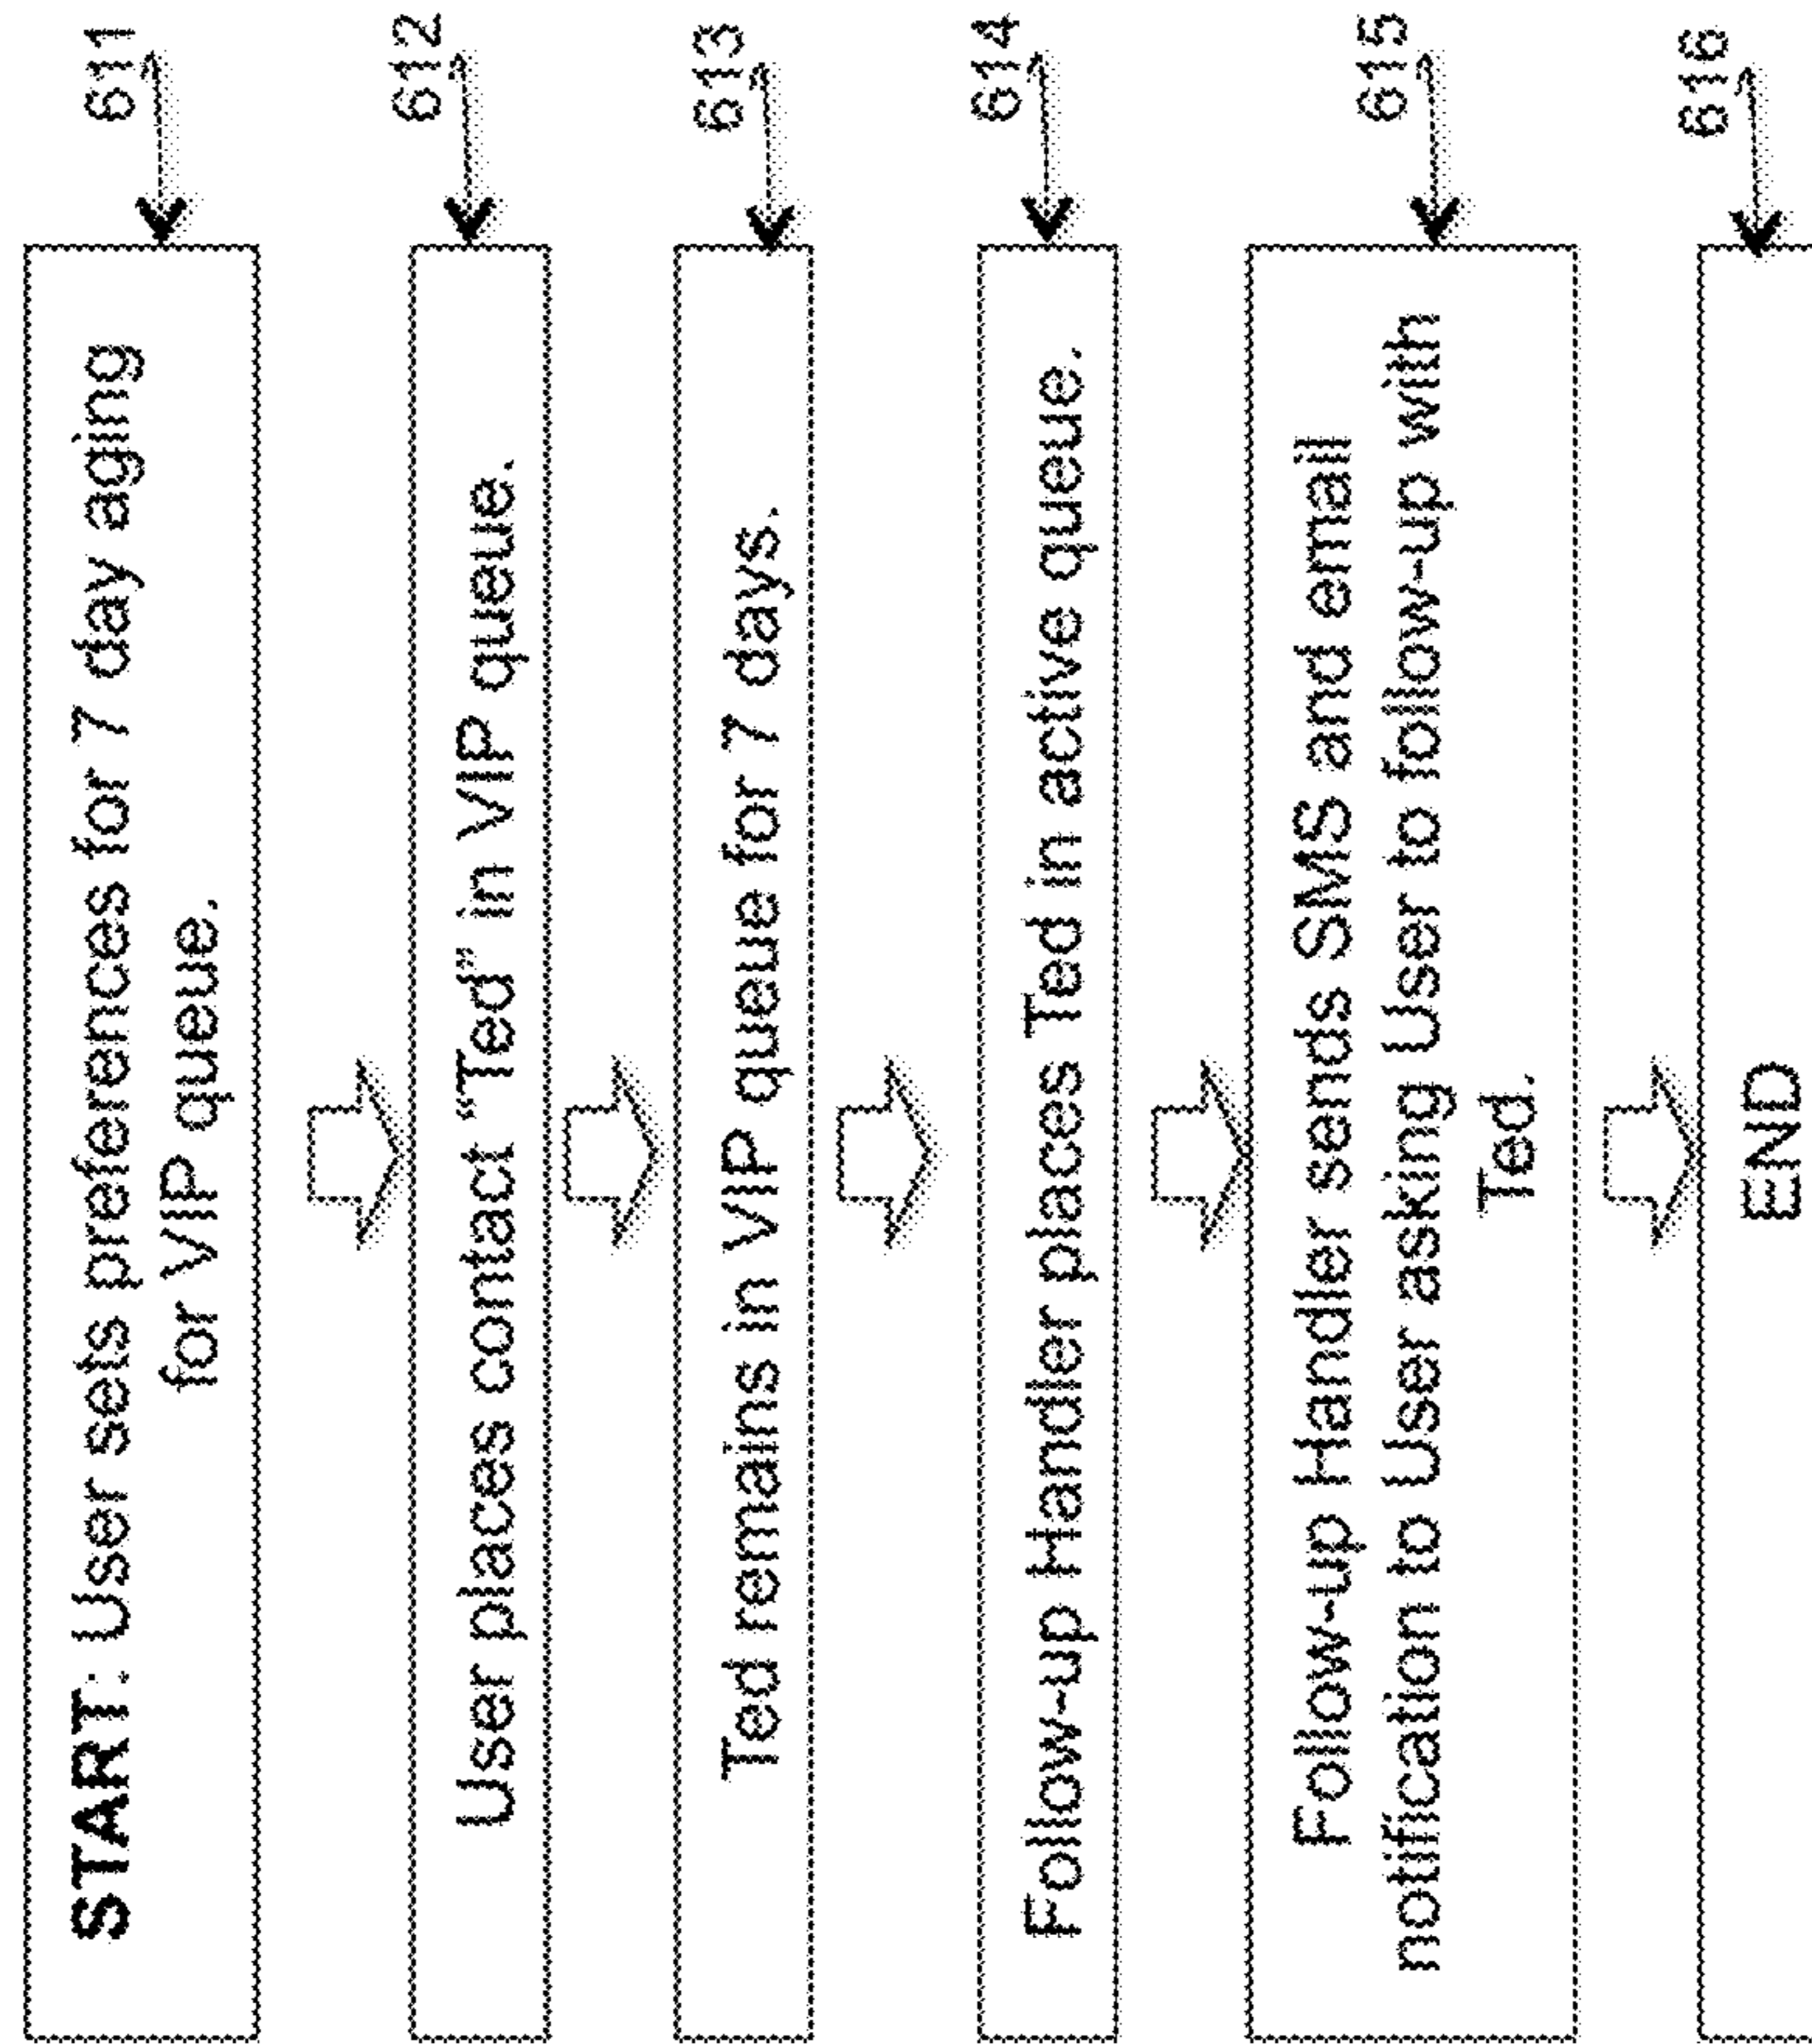 START: User sets preferences for 7 day aging
for VIP queue.
611
User places contact "Ted" in VIP queue.
612
Ted remains in VIP queue for 7 days.
613
Follow-up Handler places Ted in active queue.
614
Follow-up Handler sends SMS and email
notification to User asking User to follow-up with
Ted.
615
END
616